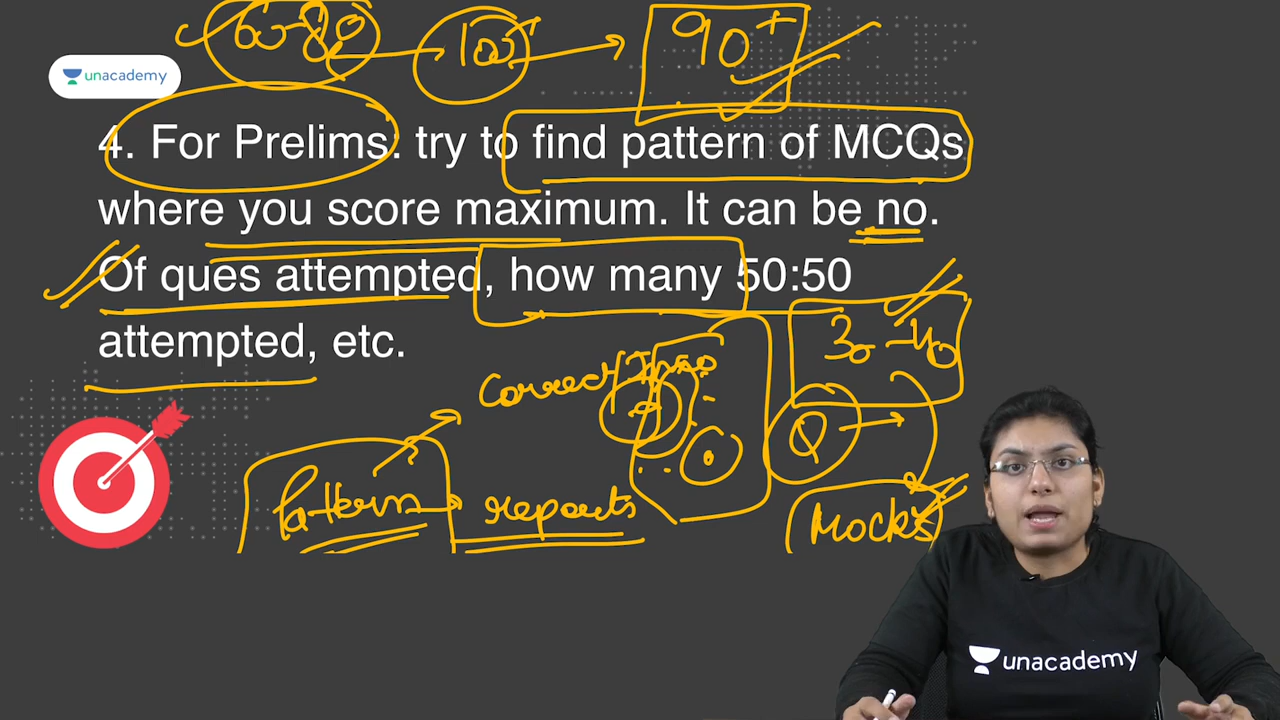 60-80
100
90+
unacademy
4. For Prelims: try to find pattern of MCQs
where you score maximum. It can be no.
Of ques attempted, how many 50:50
attempted, etc.
30-40
Correct
Q
Pattern
repeats
Mocks
unacademy